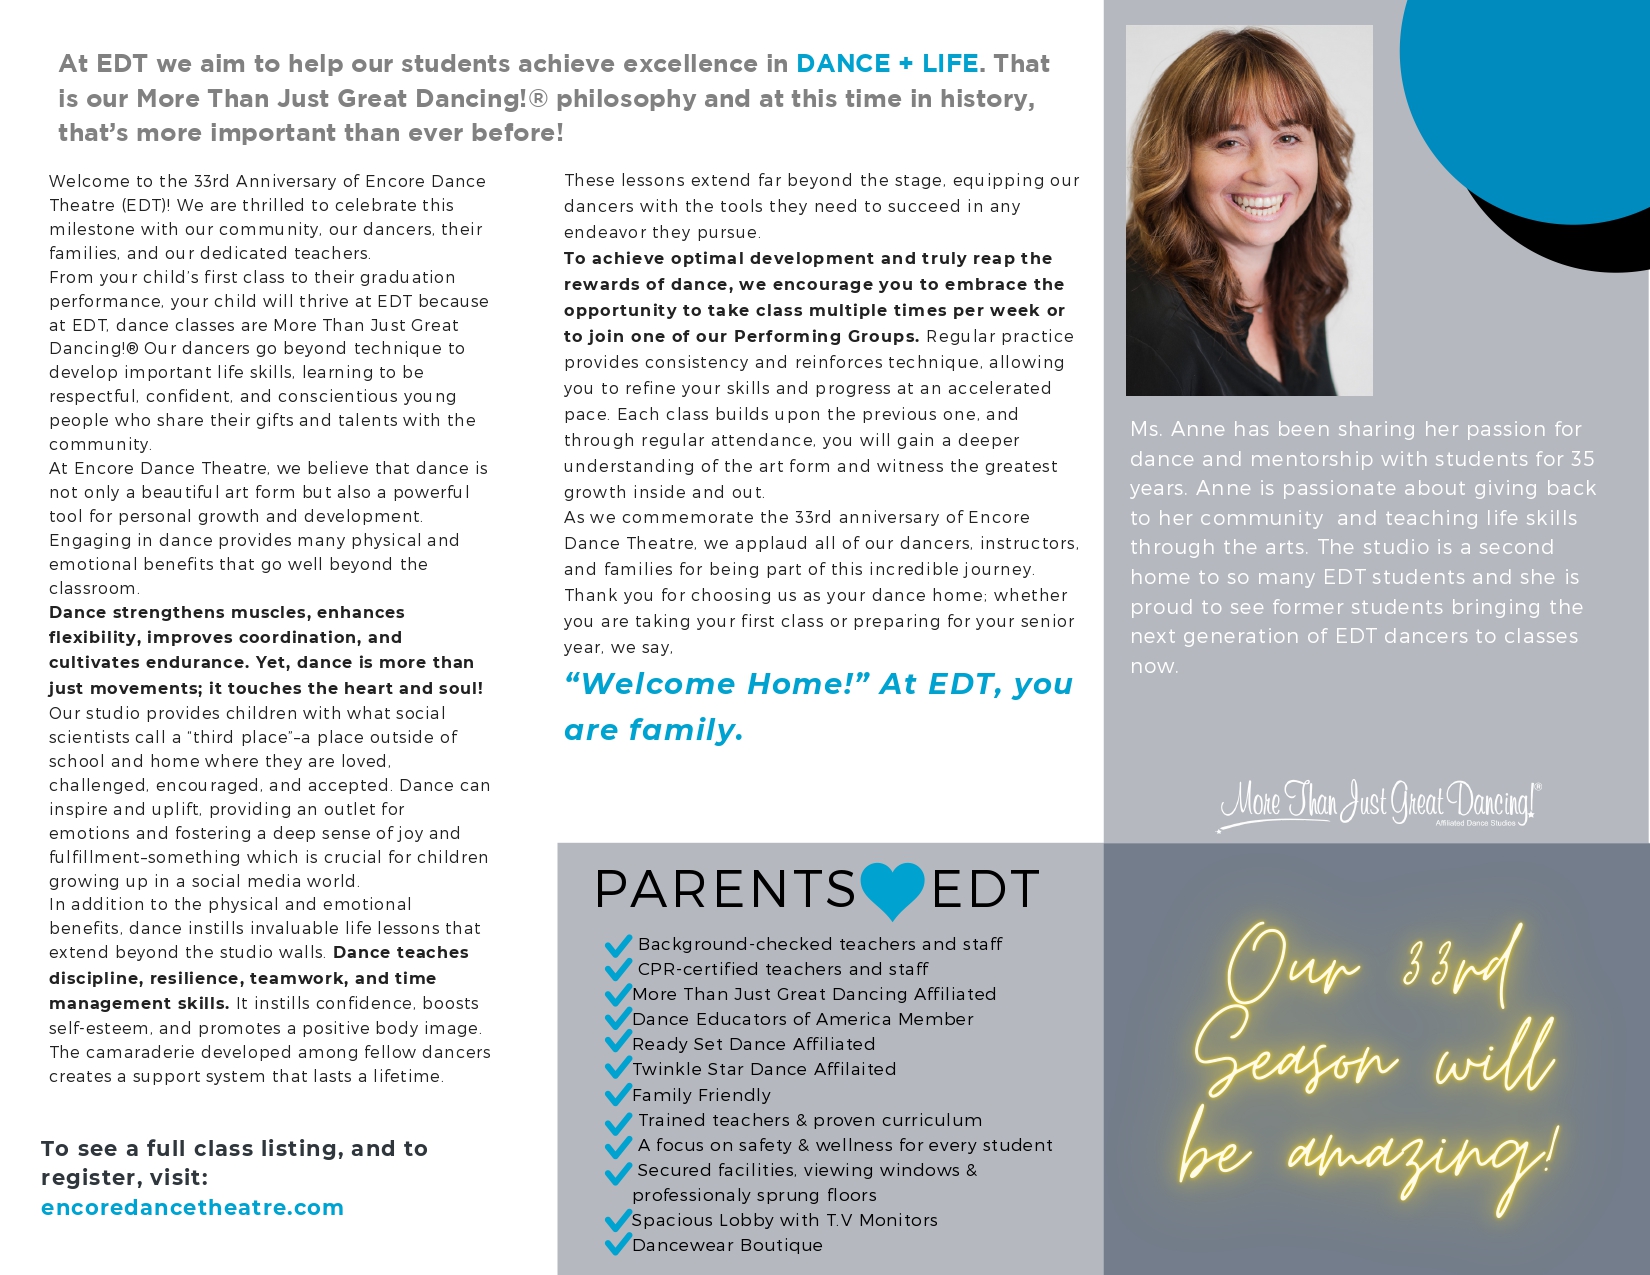 At EDT we aim to help our students achieve excellence in DANCE + LIFE. That
is our More Than Just Great Dancing!® philosophy and at this time in history,
that's more important than ever before!
Welcome to the 33rd Anniversary of Encore Dance
Theatre (EDT)! We are thrilled to celebrate this
milestone with our community, our dancers, their
families, and our dedicated teachers.
From your child's first class to their graduation
performance, your child will thrive at EDT because
at EDT, dance classes are More Than Just Great
Dancing!® Our dancers go beyond technique to
develop important life skills, learning to be
respectful, confident, and conscientious young
people who share their gifts and talents with the
community.
At Encore Dance Theatre, we believe that dance is
not only a beautiful art form but also a powerful
tool for personal growth and development.
Engaging in dance provides many physical and
emotional benefits that go well beyond the
classroom.
Dance strengthens muscles, enhances
flexibility, improves coordination, and
cultivates endurance. Yet, dance is more than
just movements; it touches the heart and soul!
Our studio provides children with what social
scientists call a “third place”–a place outside of
school and home where they are loved,
challenged, encouraged, and accepted. Dance can
inspire and uplift, providing an outlet for
emotions and fostering a deep sense of joy and
fulfillment–something which is crucial for children
growing up in a social media world.
In addition to the physical and emotional
benefits, dance instills invaluable life lessons that
extend beyond the studio walls. Dance teaches
discipline, resilience, teamwork, and time
management skills. It instills confidence, boosts
self-esteem, and promotes a positive body image.
The camaraderie developed among fellow dancers
creates a support system that lasts a lifetime.
To see a full class listing, and to
register, visit:
encoredancetheatre.com
These lessons extend far beyond the stage, equipping our
dancers with the tools they need to succeed in any
endeavor they pursue.
To achieve optimal development and truly reap the
rewards of dance, we encourage you to embrace the
opportunity to take class multiple times per week or
to join one of our Performing Groups. Regular practice
provides consistency and reinforces technique, allowing
you to refine your skills and progress at an accelerated
pace. Each class builds upon the previous one, and
through regular attendance, you will gain a deeper
understanding of the art form and witness the greatest
growth inside and out.
As we commemorate the 33rd anniversary of Encore
Dance Theatre, we applaud all of our dancers, instructors,
and families for being part of this incredible journey.
Thank you for choosing us as your dance home; whether
you are taking your first class or preparing for your senior
year, we say,
“Welcome Home!” At EDT, you
are family.
PARENTS EDT
Background-checked teachers and staff
CPR-certified teachers and staff
More Than Just Great Dancing Affiliated
Dance Educators of America Member
Ready Set Dance Affiliated
Twinkle Star Dance Affilaited
Family Friendly
Trained teachers & proven curriculum
A focus on safety & wellness for every student
Secured facilities, viewing windows &
professionaly sprung floors
Spacious Lobby with T.V Monitors
Dancewear Boutique
Ms. Anne has been sharing her passion for
dance and mentorship with students for 35
years. Anne is passionate about giving back
to her community and teaching life skills
through the arts. The studio is a second
home to so many EDT students and she is
proud to see former students bringing the
next generation of EDT dancers to classes
now.
More Than Just Great Dancing!®
Affiliated Dance Studios
Our 33rd
Season will
be amazing!